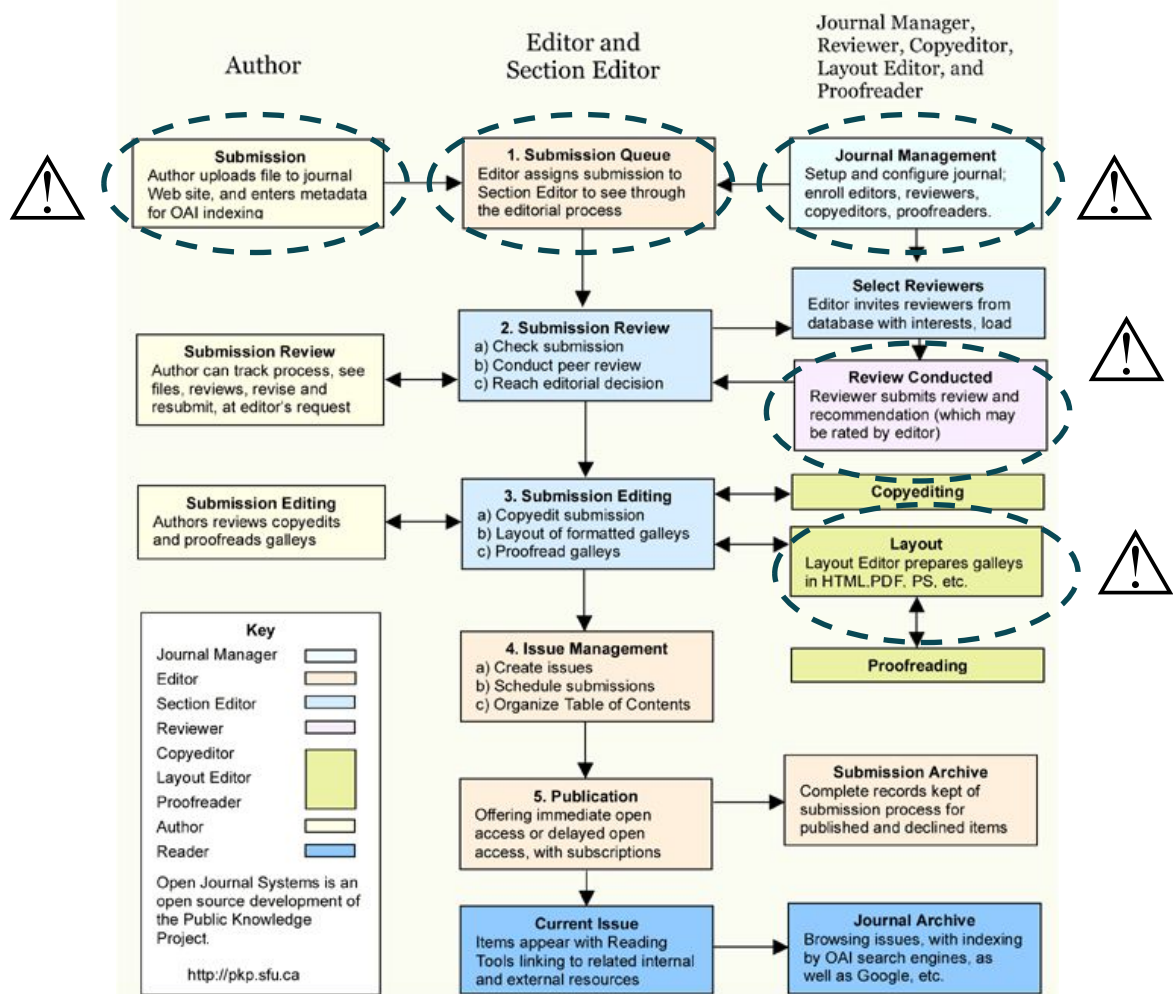 Author
Editor and
Section Editor
Journal Manager,
Reviewer, Copyeditor,
Layout Editor, and
Proofreader
Submission
Author uploads file to journal
Web site, and enters metadata
for OAI indexing
1. Submission Queue
Editor assigns submission to
Section Editor to see through
the editorial process
Journal Management
Setup and configure journal;
enroll editors, reviewers,
copyeditors, proofreaders.
Select Reviewers
Editor invites reviewers from
database with interests, load
2. Submission Review
a) Check submission
b) Conduct peer review
c) Reach editorial decision
Submission Review
Author can track process, see
files, reviews, revise and
resubmit, at editor's request
Review Conducted
Reviewer submits review and
recommendation (which may
be rated by editor)
Submission Editing
Authors reviews copyedits
and proofreads galleys
3. Submission Editing
a) Copyedit submission
b) Layout of formatted galleys
c) Proofread galleys
Copyediting
Layout
Layout Editor prepares galleys
in HTML,PDF, PS, etc.
Proofreading
Key
Journal Manager
Editor
Section Editor
Reviewer
Copyeditor
Layout Editor
Proofreader
Author
Reader
Open Journal Systems is an
open source development of
the Public Knowledge
Project.
http://pkp.sfu.ca
4. Issue Management
a) Create issues
b) Schedule submissions
c) Organize Table of Contents
5. Publication
Offering immediate open
access or delayed open
access, with subscriptions
Submission Archive
Complete records kept of
submission process for
published and declined items
Current Issue
Items appear with Reading
Tools linking to related internal
and external resources
Journal Archive
Browsing issues, with indexing
by OAI search engines, as
well as Google, etc.